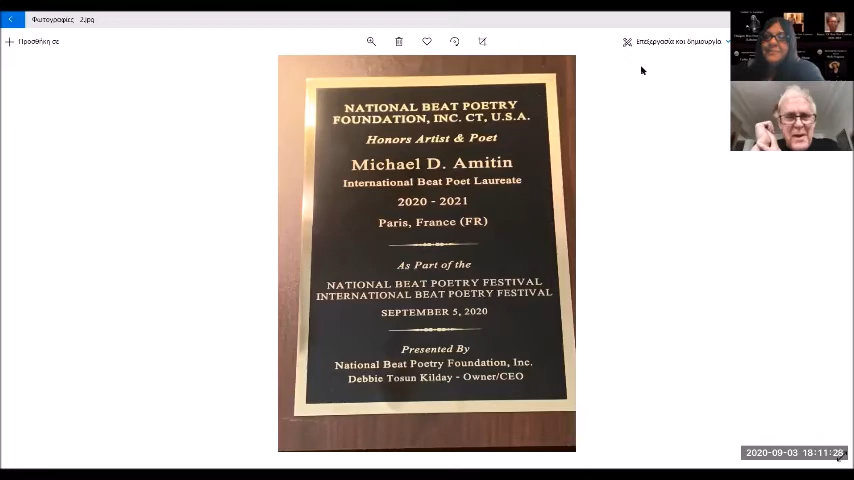 Φωτογραφίες - 2.jpg
Προσθήκη σε
Επεξεργασία και δημιουργία
NATIONAL BEAT POETRY
FOUNDATION, INC. CT, U.S.A.
Honors Artist & Poet
Michael D. Amitin
International Beat Poet Laureate
2020 - 2021
Paris, France (FR)
As Part of the
NATIONAL BEAT POETRY FESTIVAL
INTERNATIONAL BEAT POETRY FESTIVAL
SEPTEMBER 5, 2020
Presented By
National Beat Poetry Foundation, Inc.
Debbie Tosun Kilday - Owner/CEO
2020-09-03 18:11:28